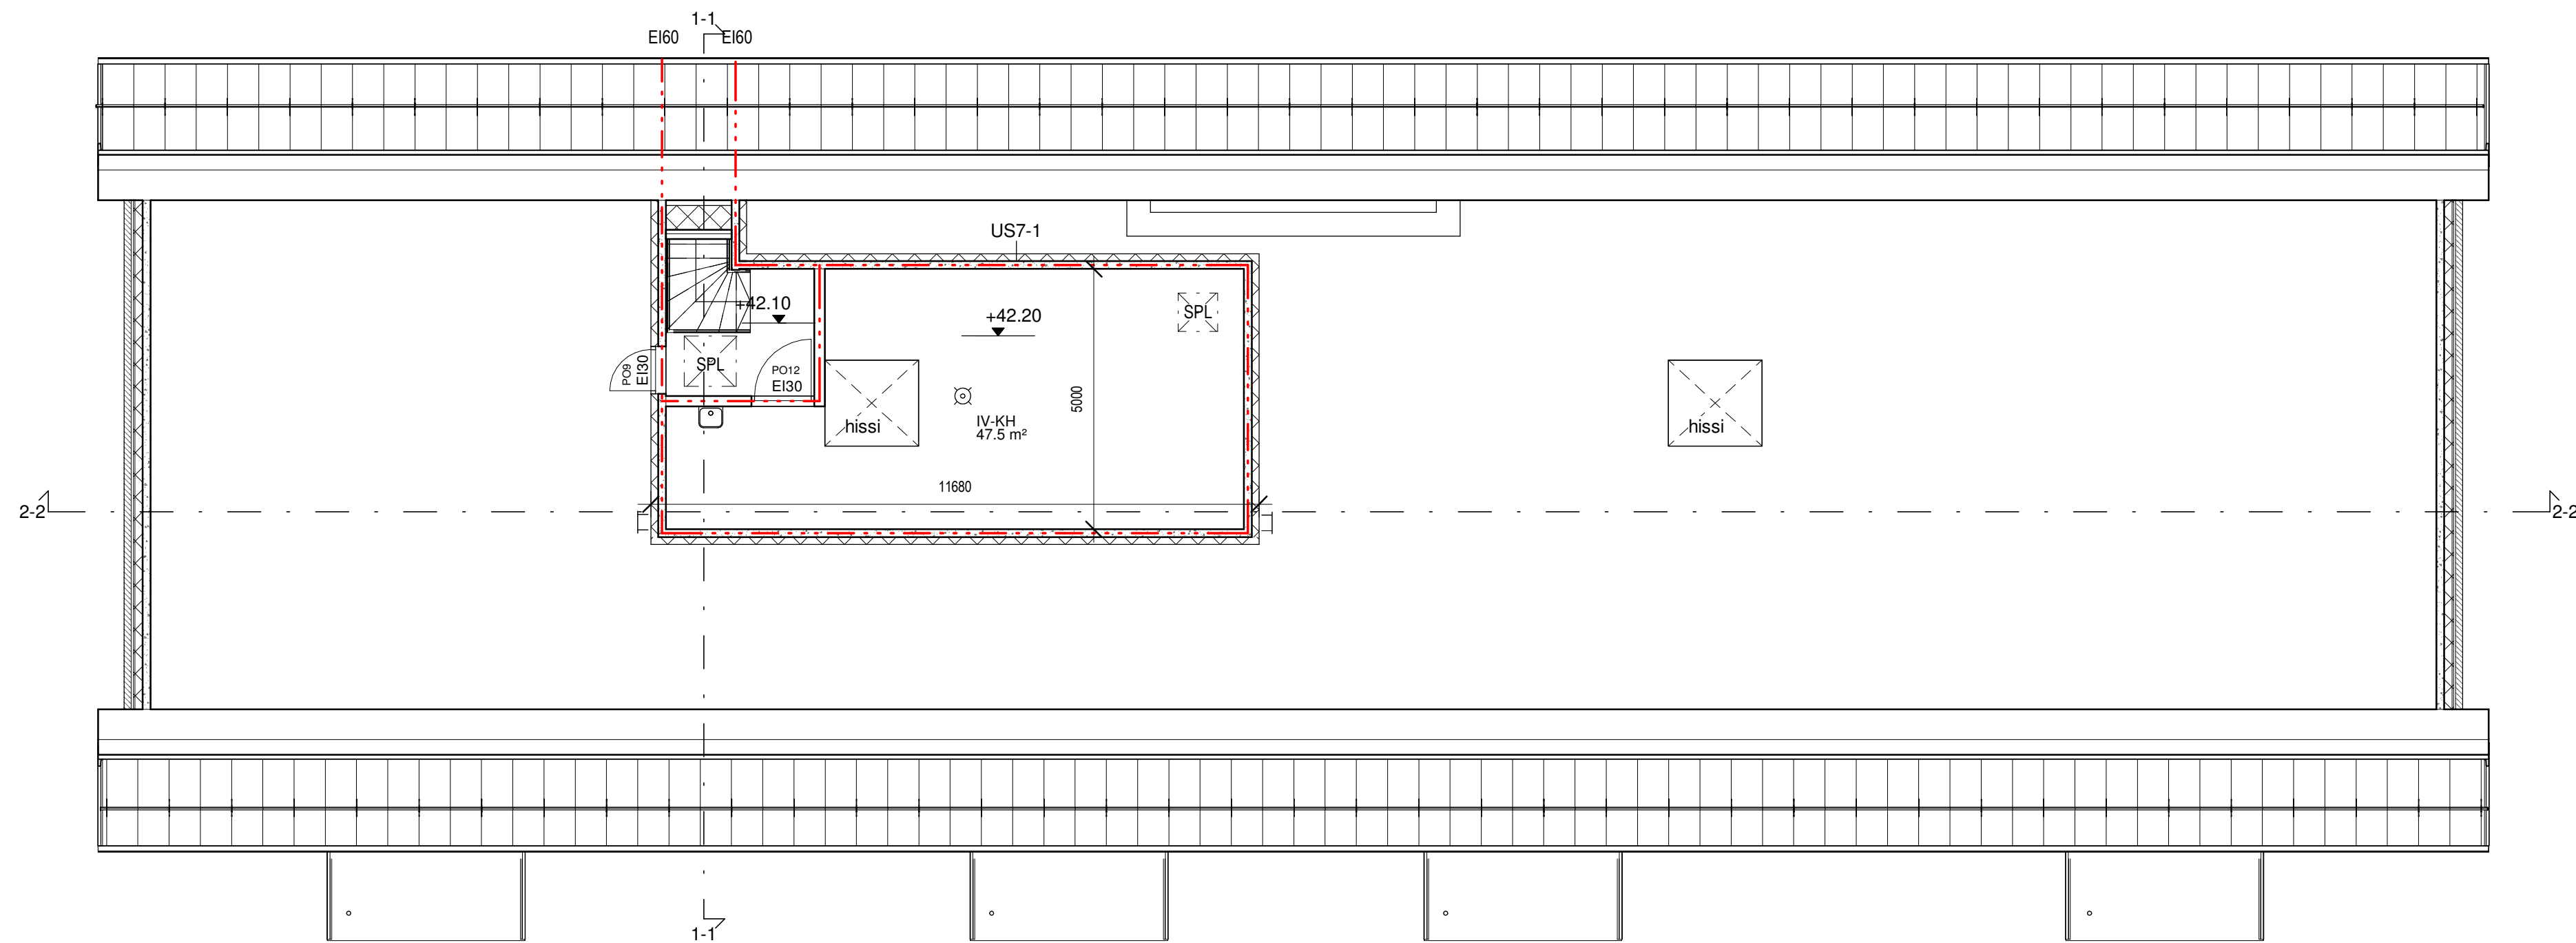 1-1
EI60
EI60
US7-1
+42.10
+42.20
SPL
SPL
PO9
EI30
PO12
EI30
hissi
IV-KH
47.5 m²
5000
hissi
11680
2-2
2-2
1-1